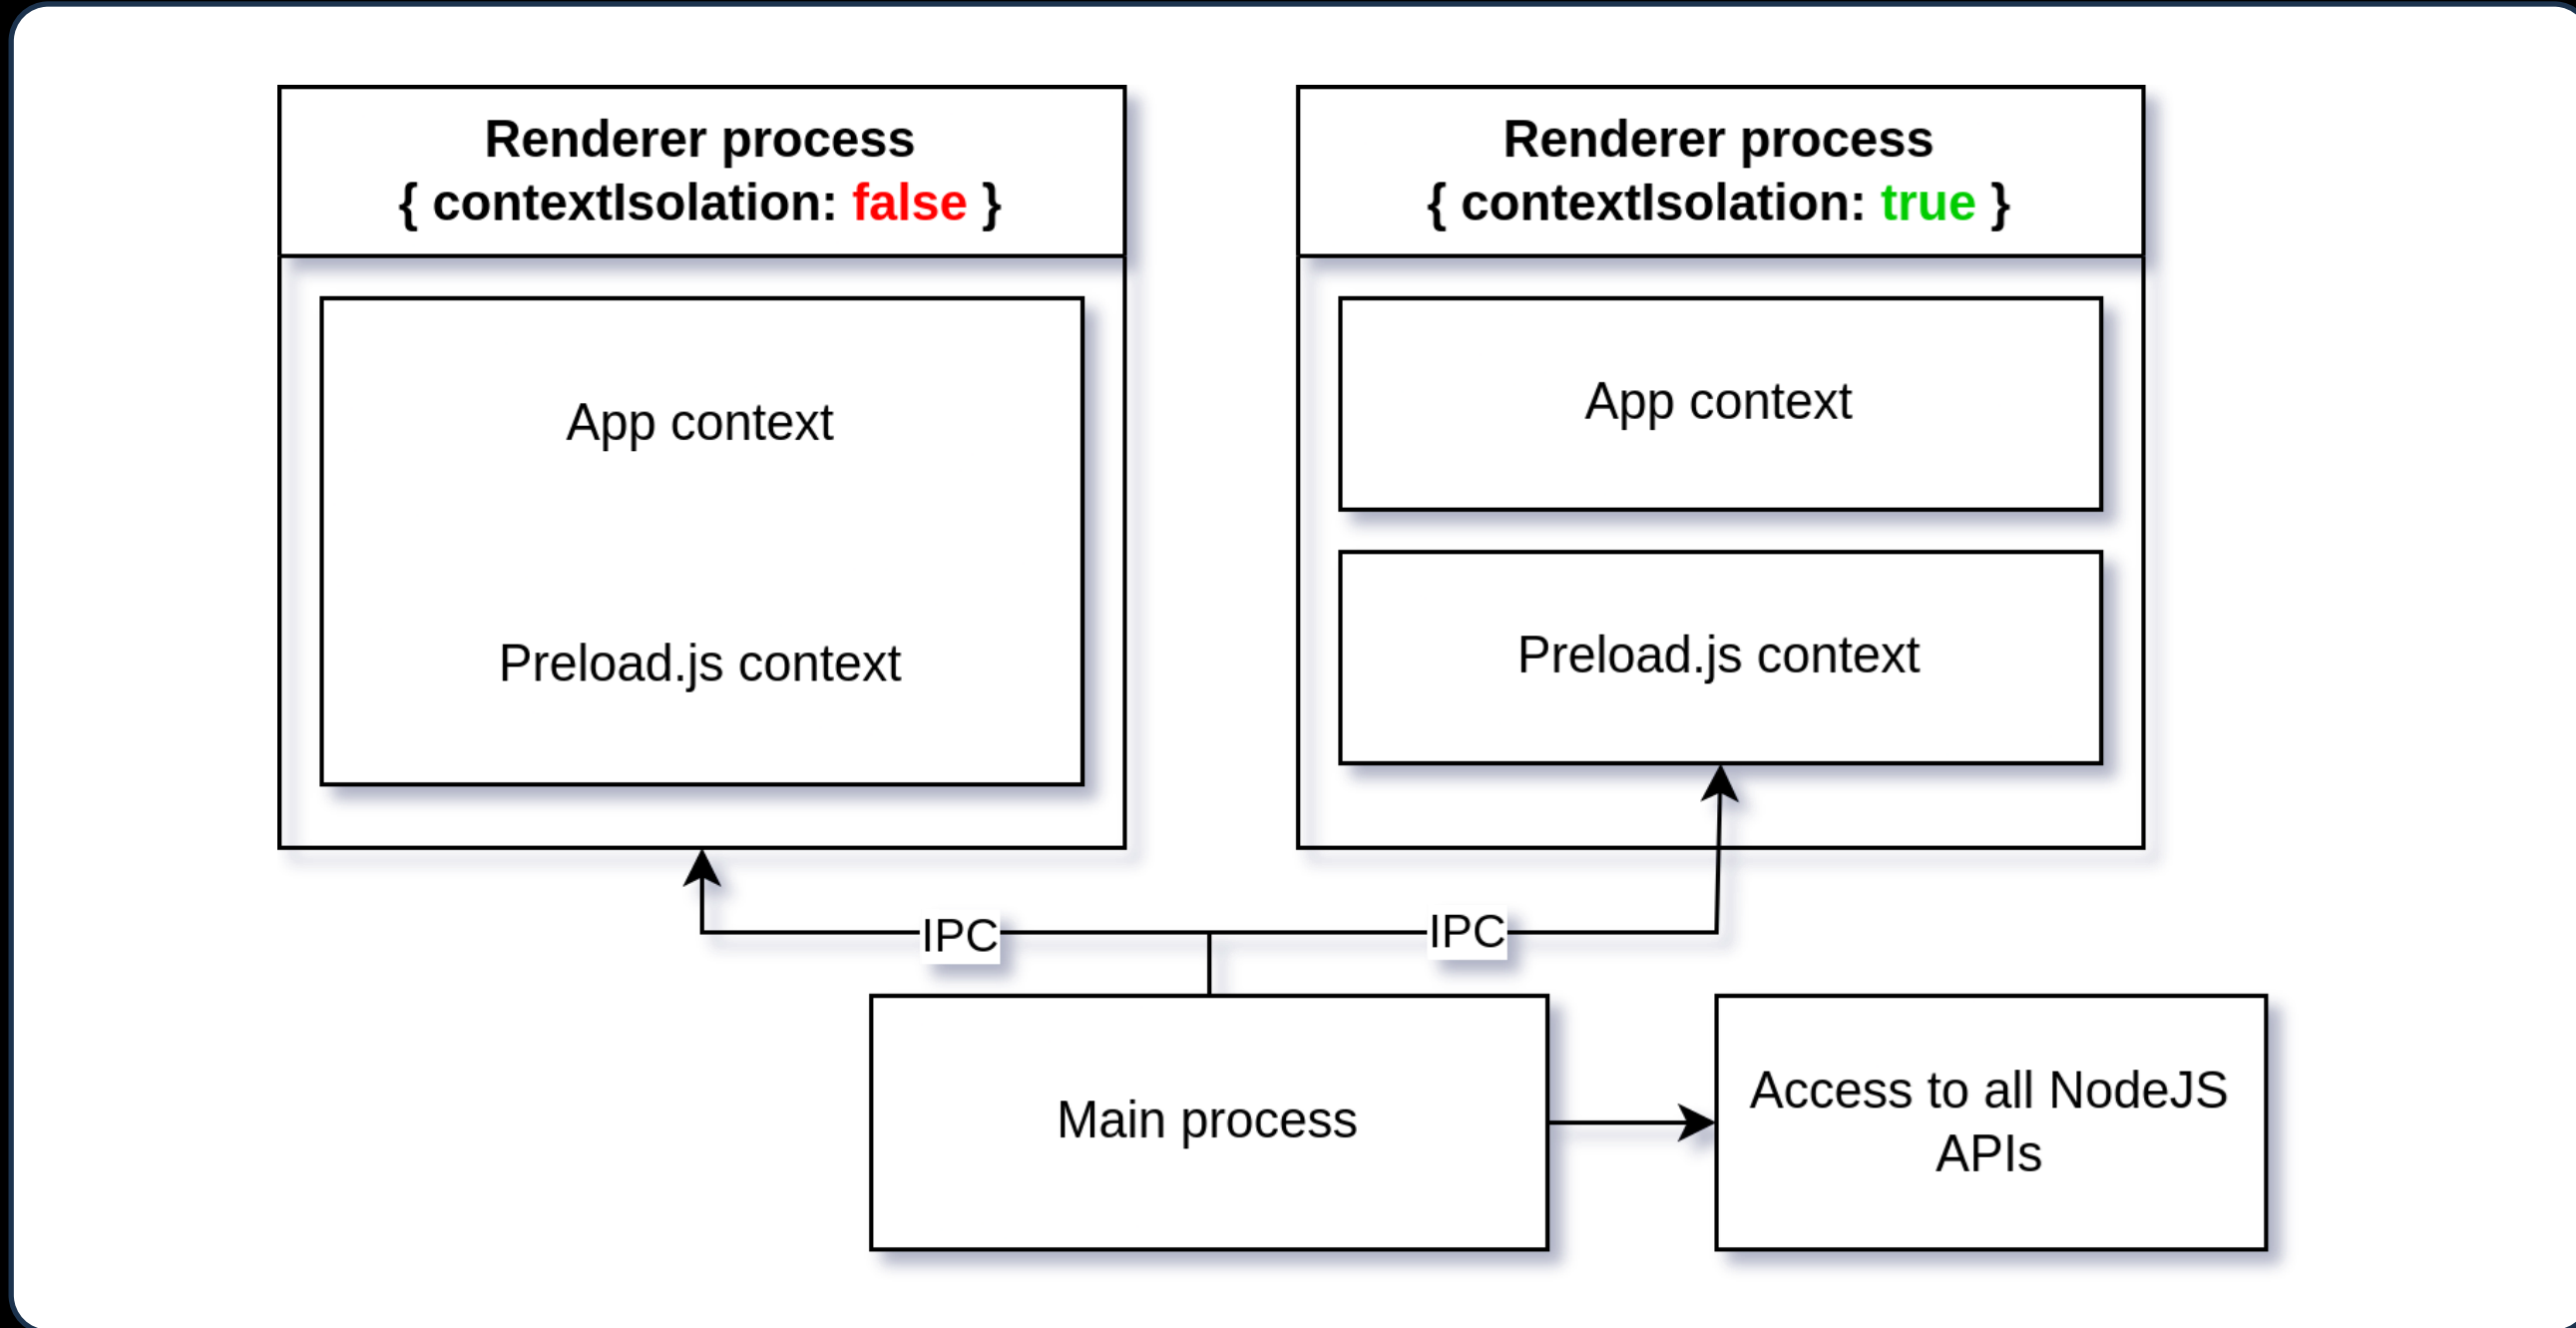 Renderer process
{ contextIsolation: false }
App context
Preload.js context
Renderer process
{ contextIsolation: true }
App context
Preload.js context
IPC
IPC
Main process
Access to all NodeJS
APIs